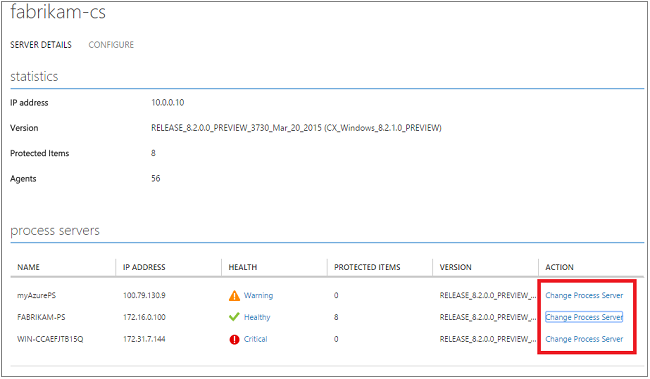 fabrikam-cs
SERVER DETAILS CONFIGURE
statistics
IP address 10.0.0.10
Version RELEASE_8.2.0.0_PREVIEW_3730_Mar_20_2015 (CX_Windows_8.2.1.0_PREVIEW)
Protected Items 8
Agents 56
process servers
NAME IP ADDRESS HEALTH PROTECTED ITEMS VERSION ACTION
myAzurePS 100.79.130.9 Warning 0 RELEASE_8.2.0.0_PREVIEW_... Change Process Server
FABRIKAM-PS 172.16.0.100 Healthy 8 RELEASE_8.2.0.0_PREVIEW_... Change Process Server
WIN-CCAEFJTB15Q 172.31.7.144 Critical 0 RELEASE_8.2.0.0_PREVIEW_... Change Process Server